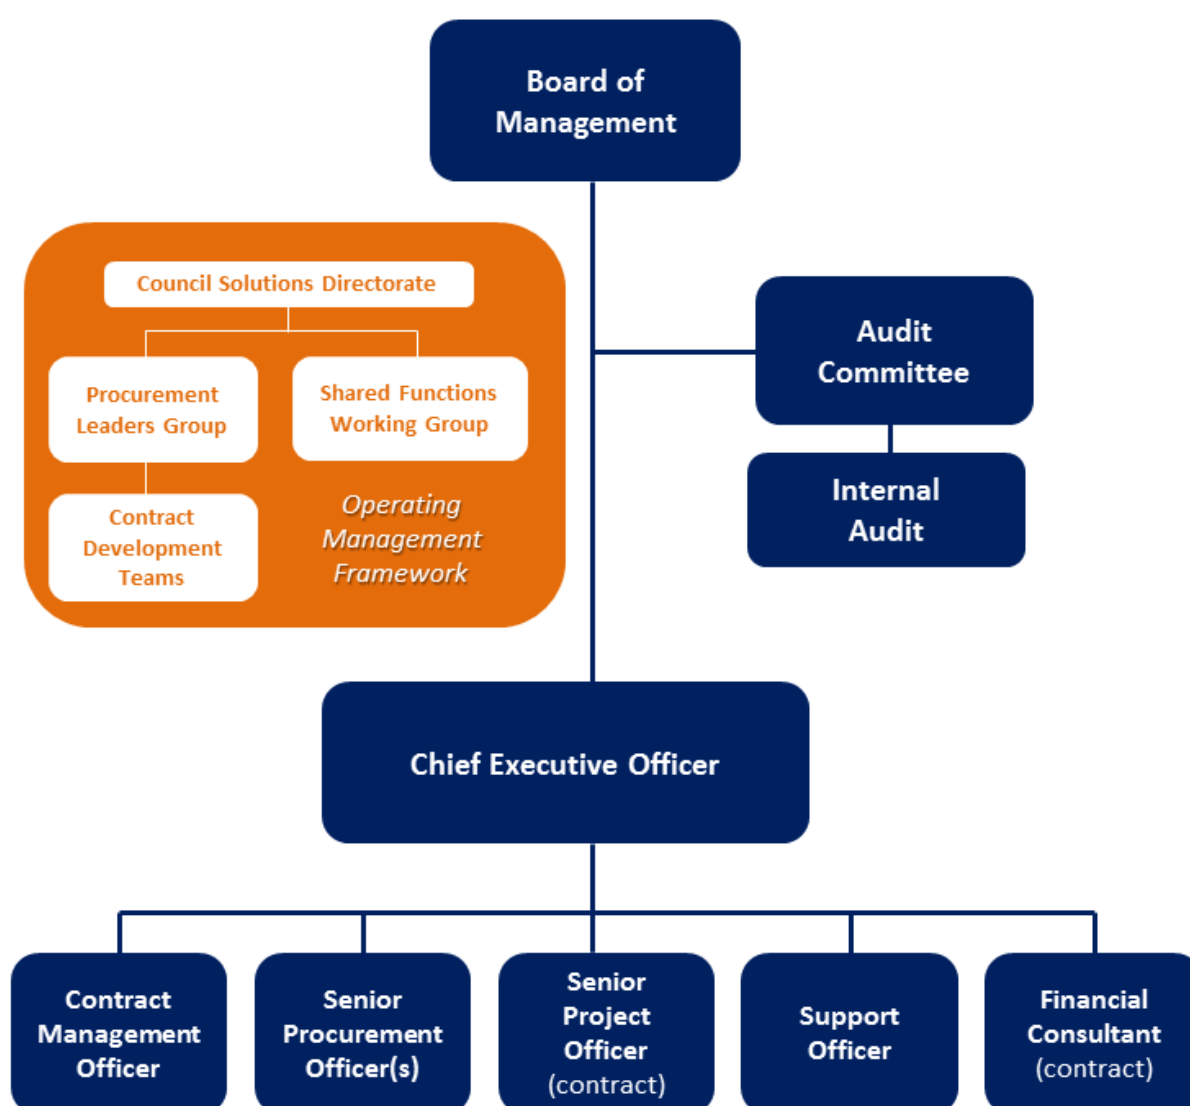 Board of
Management
Council Solutions Directorate
Procurement
Leaders Group
Shared Functions
Working Group
Contract
Development
Teams
Operating
Management
Framework
Audit
Committee
Internal
Audit
Chief Executive Officer
Contract
Management
Officer
Senior
Procurement
Officer(s)
Senior
Project
Officer
(contract)
Support
Officer
Financial
Consultant
(contract)